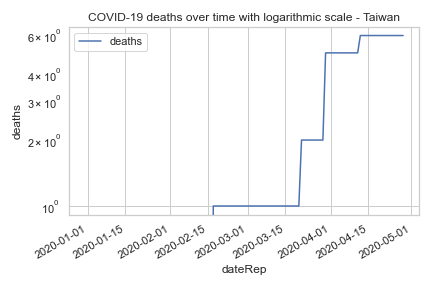 COVID-19 deaths over time with logarithmic scale - Taiwan
deaths
6 × 10⁰
4 × 10⁰
3 × 10⁰
2 × 10⁰
10⁰
deaths
2020-01-01
2020-01-15
2020-02-01
2020-02-15
2020-03-01
2020-03-15
2020-04-01
2020-04-15
2020-05-01
dateRep